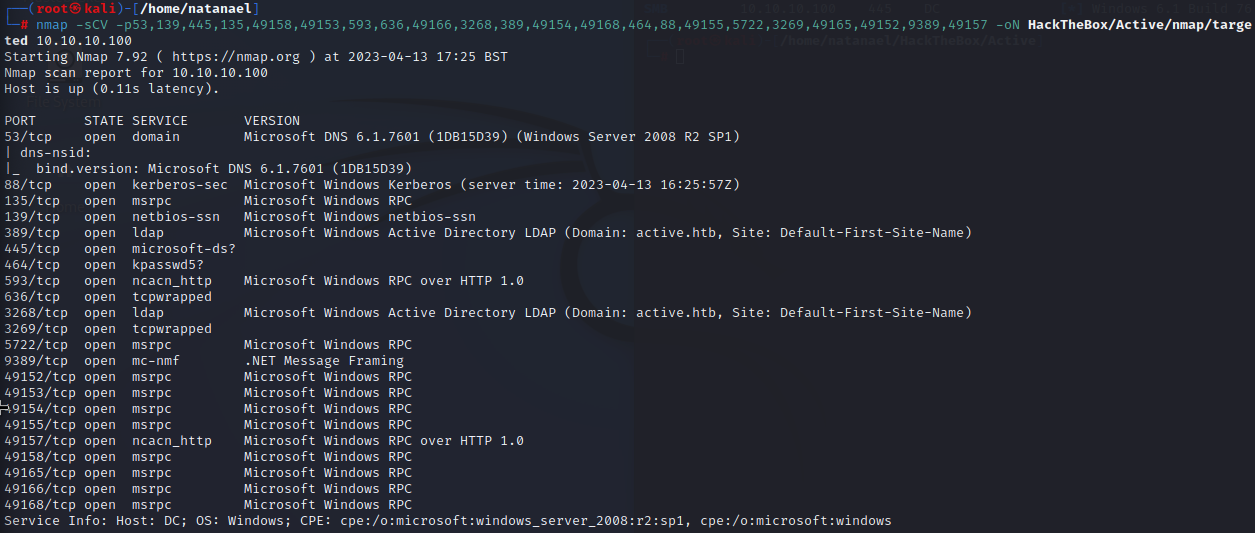 ┌──(root㉿kali)-[/home/natanael]
└─# nmap -sCV -p53,139,445,135,49158,49153,593,636,49166,3268,389,49154,49168,464,88,49155,5722,3269,49165,49152,9389,49157 -oN HackTheBox/Active/nmap/targe
ted 10.10.10.100
Starting Nmap 7.92 ( https://nmap.org ) at 2023-04-13 17:25 BST
Nmap scan report for 10.10.10.100
Host is up (0.11s latency).
PORT      STATE SERVICE       VERSION
53/tcp    open  domain        Microsoft DNS 6.1.7601 (1DB15D39) (Windows Server 2008 R2 SP1)
| dns-nsid:
|_  bind.version: Microsoft DNS 6.1.7601 (1DB15D39)
88/tcp    open  kerberos-sec  Microsoft Windows Kerberos (server time: 2023-04-13 16:25:57Z)
135/tcp   open  msrpc         Microsoft Windows RPC
139/tcp   open  netbios-ssn   Microsoft Windows netbios-ssn
389/tcp   open  ldap          Microsoft Windows Active Directory LDAP (Domain: active.htb, Site: Default-First-Site-Name)
445/tcp   open  microsoft-ds?
464/tcp   open  kpasswd5?
593/tcp   open  ncacn_http    Microsoft Windows RPC over HTTP 1.0
636/tcp   open  tcpwrapped
3268/tcp  open  ldap          Microsoft Windows Active Directory LDAP (Domain: active.htb, Site: Default-First-Site-Name)
3269/tcp  open  tcpwrapped
5722/tcp  open  msrpc         Microsoft Windows RPC
9389/tcp  open  mc-nmf        .NET Message Framing
49152/tcp open  msrpc         Microsoft Windows RPC
49153/tcp open  msrpc         Microsoft Windows RPC
49154/tcp open  msrpc         Microsoft Windows RPC
49155/tcp open  msrpc         Microsoft Windows RPC
49157/tcp open  ncacn_http    Microsoft Windows RPC over HTTP 1.0
49158/tcp open  msrpc         Microsoft Windows RPC
49165/tcp open  msrpc         Microsoft Windows RPC
49166/tcp open  msrpc         Microsoft Windows RPC
49168/tcp open  msrpc         Microsoft Windows RPC
Service Info: Host: DC; OS: Windows; CPE: cpe:/o:microsoft:windows_server_2008:r2:sp1, cpe:/o:microsoft:windows